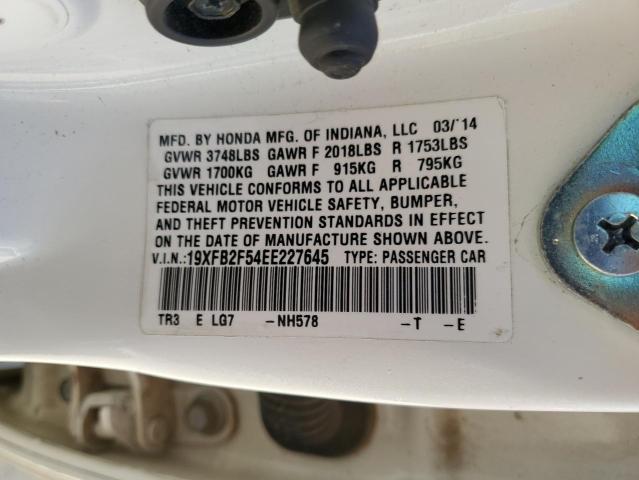 MFD. BY HONDA MFG. OF INDIANA, LLC 03/'14
GVWR 3748LBS GAWR F 2018LBS R 1753LBS
GVWR 1700KG GAWR F 915KG R 795KG
THIS VEHICLE CONFORMS TO ALL APPLICABLE
FEDERAL MOTOR VEHICLE SAFETY, BUMPER,
AND THEFT PREVENTION STANDARDS IN EFFECT
ON THE DATE OF MANUFACTURE SHOWN ABOVE.
V.I.N.:19XFB2F54EE227645 TYPE: PASSENGER CAR
TR3 E LG7 -NH578 -T -E